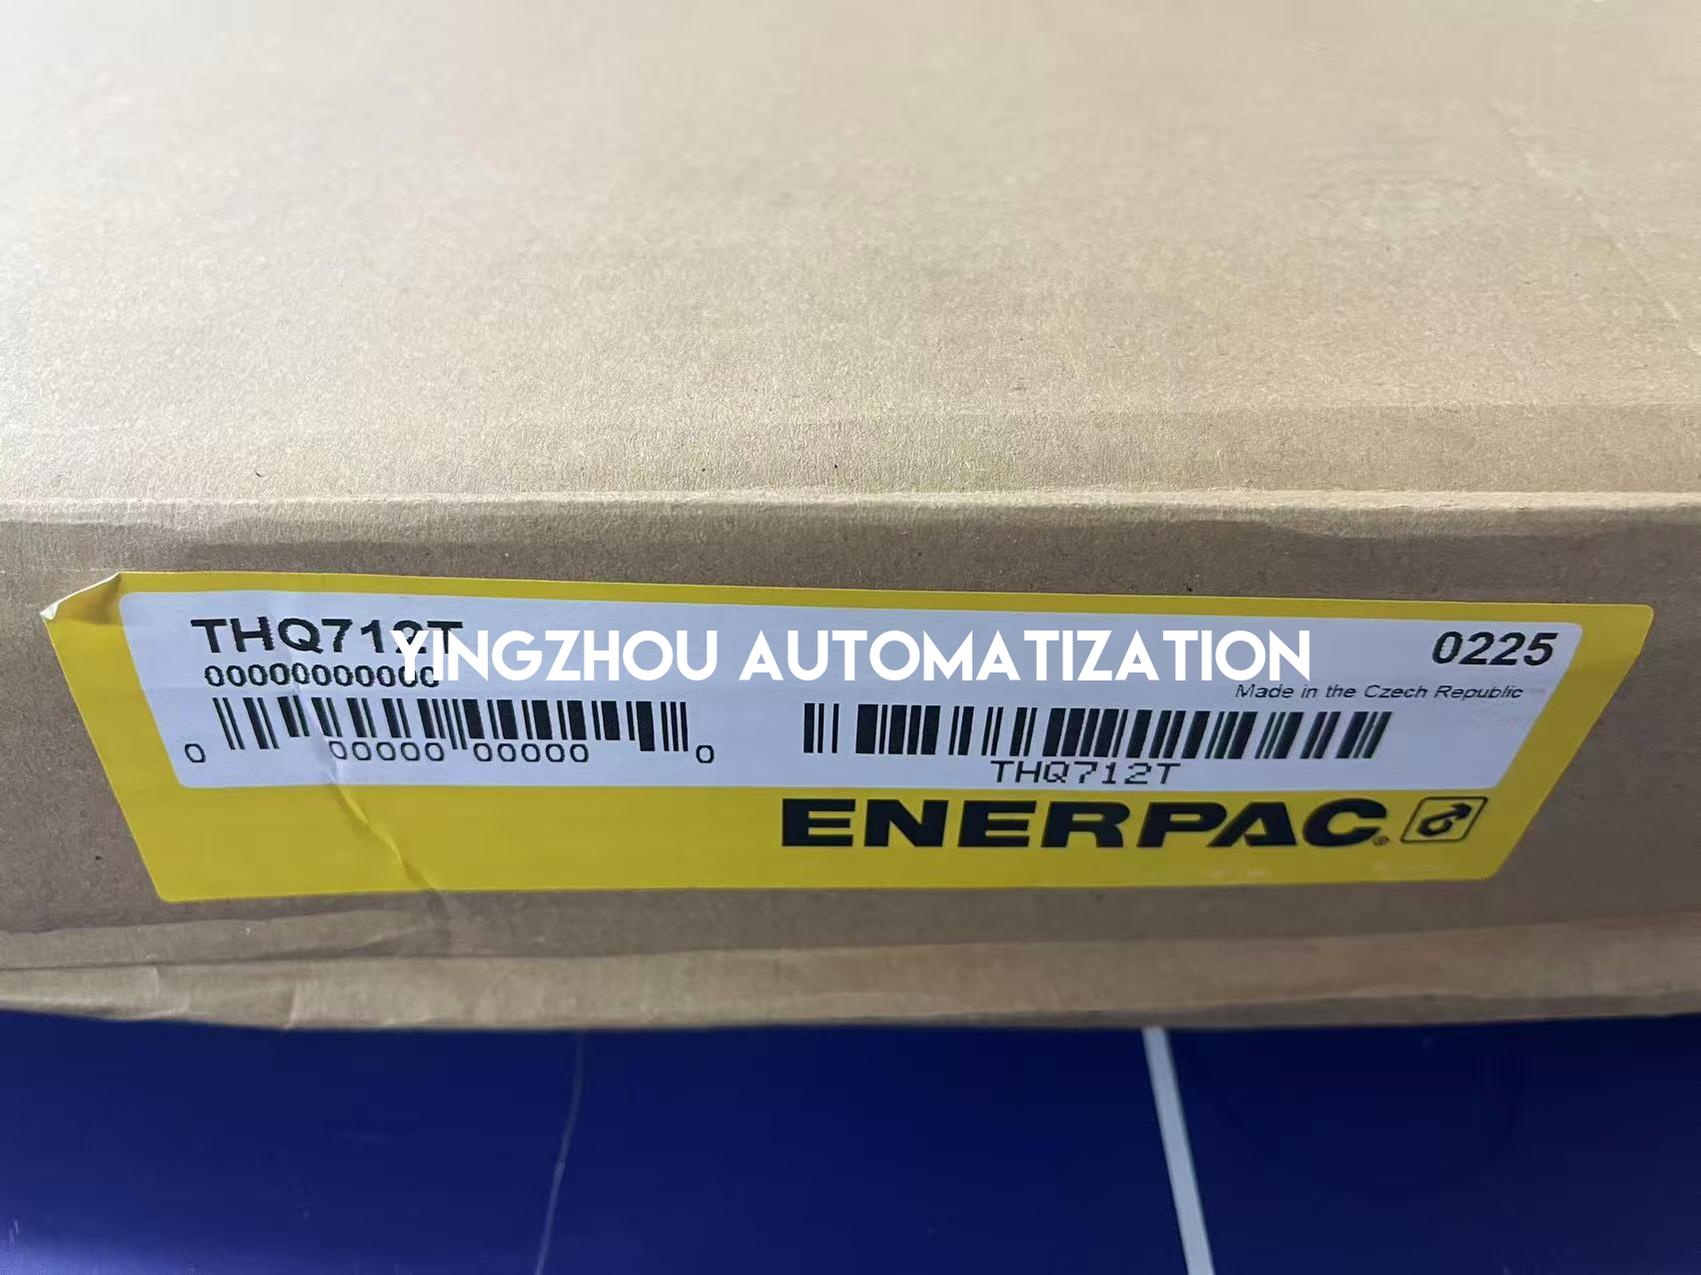 THQ712T
YINGZHOU AUTOMATIZATION
0225
00000000000
Made in the Czech Republic
0 00000 00000 0
THQ712T
ENERPAC®